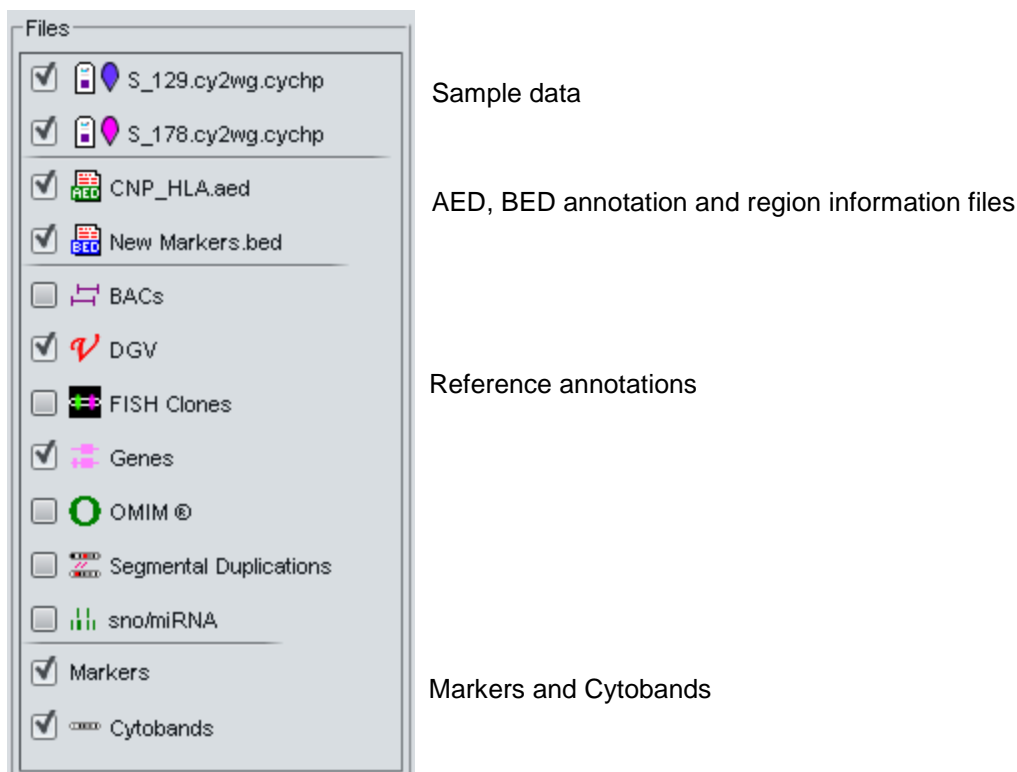 Files
S_129.cy2wg.cychp
Sample data
S_178.cy2wg.cychp
AED CNP_HLA.aed
AED, BED annotation and region information files
BED New Markers.bed
BACs
DGV
Reference annotations
FISH Clones
Genes
OMIM ®
Segmental Duplications
sno/miRNA
Markers
Markers and Cytobands
Cytobands